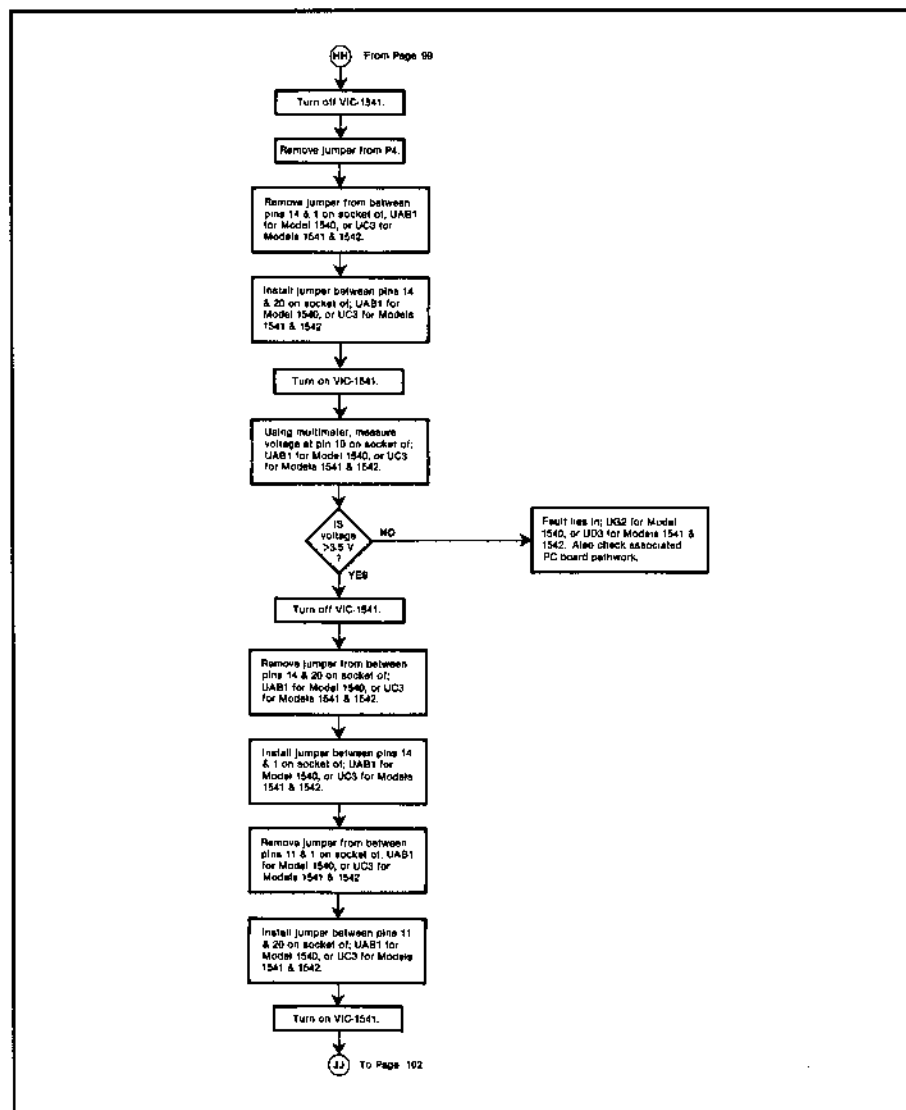 HH From Page 99
Turn off VIC-1541.
Remove jumper from P4.
Remove jumper from between
pins 14 & 1 on socket of, UAB1
for Model 1540, or UC3 for
Models 1541 & 1542.
Install jumper between pins 14
& 20 on socket of; UAB1 for
Model 1540, or UC3 for Models
1541 & 1542
Turn on VIC-1541.
Using multimeter, measure
voltage at pin 10 on socket of;
UAB1 for Model 1540, or UC3
for Models 1541 & 1542.
IS
voltage
>3.5 V
?
NO
Fault lies in; UG2 for Model
1540, or UD3 for Models 1541 &
1542. Also check associated
PC board pathwork.
YES
Turn off VIC-1541.
Remove jumper from between
pins 14 & 20 on socket of;
UAB1 for Model 1540, or UC3
for Models 1541 & 1542.
Install jumper between pins 14
& 1 on socket of; UAB1 for
Model 1540, or UC3 for Models
1541 & 1542.
Remove jumper from between
pins 11 & 1 on socket of, UAB1
for Model 1540, or UC3 for
Models 1541 & 1542
Install jumper between pins 11
& 20 on socket of; UAB1 for
Model 1540, or UC3 for Models
1541 & 1542.
Turn on VIC-1541.
JJ To Page 102